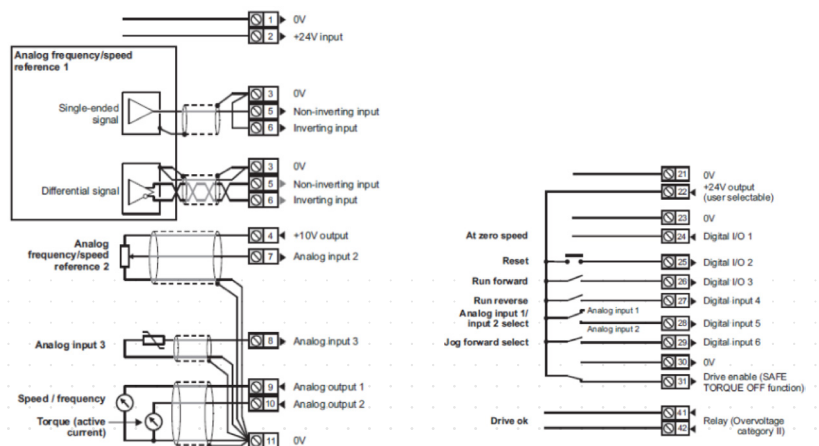 1 0V
2 +24V input
Analog frequency/speed
reference 1
3 0V
Single-ended
signal
5 Non-inverting input
6 Inverting input
3 0V
Differential signal
5 Non-inverting input
6 Inverting input
Analog
frequency/speed
reference 2
4 +10V output
7 Analog input 2
Analog input 3
8 Analog input 3
Speed / frequency
9 Analog output 1
10 Analog output 2
Torque (active
current)
11 0V
21 0V
22 +24V output
(user selectable)
23 0V
At zero speed
24 Digital I/O 1
Reset
25 Digital I/O 2
Run forward
26 Digital I/O 3
Run reverse
27 Digital input 4
Analog input 1/
input 2 select
Analog input 1
Analog input 2
28 Digital input 5
Jog forward select
29 Digital input 6
30 0V
31 Drive enable (SAFE
TORQUE OFF function)
Drive ok
41
42
Relay (Overvoltage
category II)